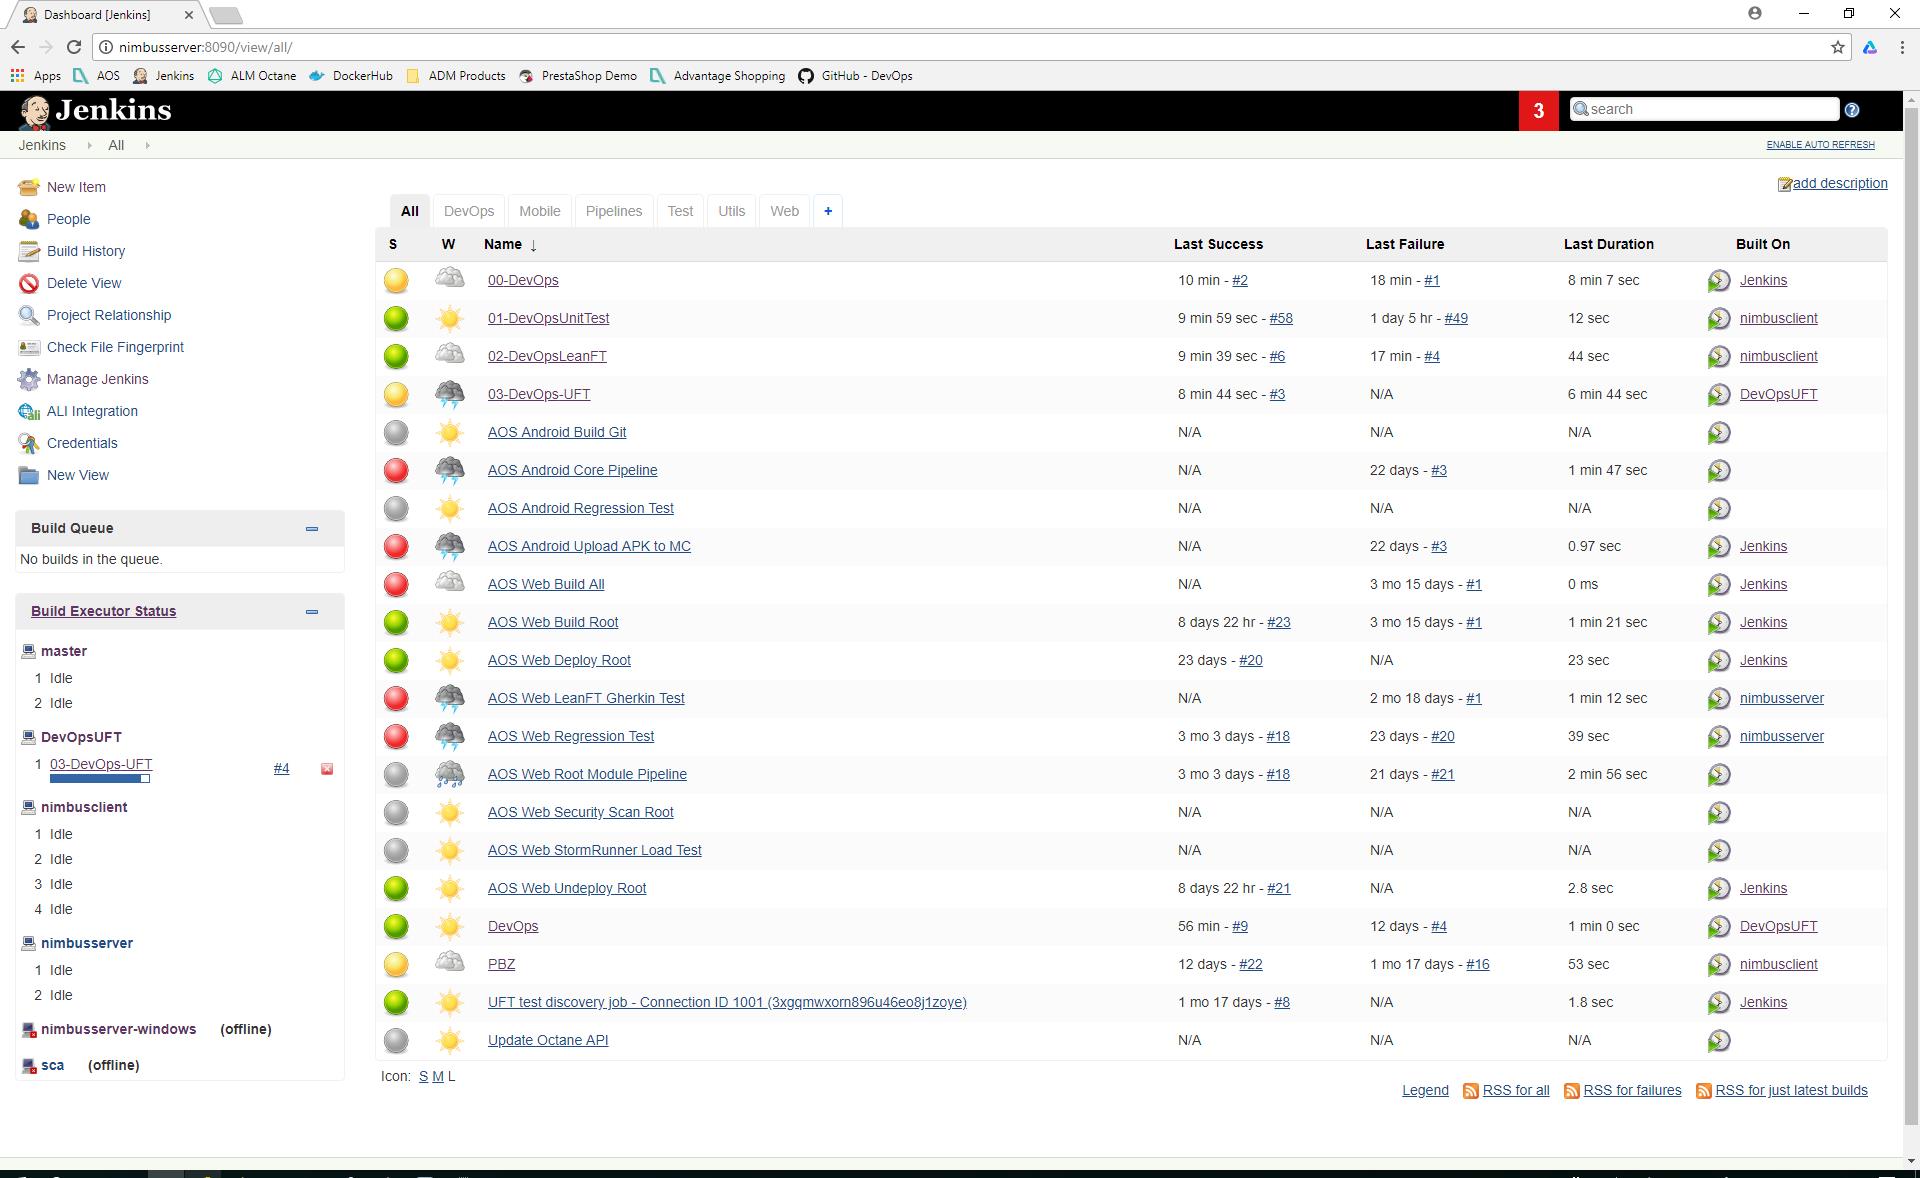 Dashboard [Jenkins]
nimbusserver:8090/view/all/
Apps AOS Jenkins ALM Octane DockerHub ADM Products PrestaShop Demo Advantage Shopping GitHub - DevOps
Jenkins 3 search
Jenkins All ENABLE AUTO REFRESH
add description
New Item
People
Build History
Delete View
Project Relationship
Check File Fingerprint
Manage Jenkins
ALI Integration
Credentials
New View
Build Queue
No builds in the queue.
Build Executor Status
master
1 Idle
2 Idle
DevOpsUFT
1 03-DevOps-UFT #4
nimbusclient
1 Idle
2 Idle
3 Idle
4 Idle
nimbusserver
1 Idle
2 Idle
nimbusserver-windows (offline)
sca (offline)
All DevOps Mobile Pipelines Test Utils Web +
S W Name ↓ Last Success Last Failure Last Duration Built On
00-DevOps 10 min - #2 18 min - #1 8 min 7 sec Jenkins
01-DevOpsUnitTest 9 min 59 sec - #58 1 day 5 hr - #49 12 sec nimbusclient
02-DevOpsLeanFT 9 min 39 sec - #6 17 min - #4 44 sec nimbusclient
03-DevOps-UFT 8 min 44 sec - #3 N/A 6 min 44 sec DevOpsUFT
AOS Android Build Git N/A N/A N/A
AOS Android Core Pipeline N/A 22 days - #3 1 min 47 sec
AOS Android Regression Test N/A N/A N/A
AOS Android Upload APK to MC N/A 22 days - #3 0.97 sec Jenkins
AOS Web Build All N/A 3 mo 15 days - #1 0 ms Jenkins
AOS Web Build Root 8 days 22 hr - #23 3 mo 15 days - #1 1 min 21 sec Jenkins
AOS Web Deploy Root 23 days - #20 N/A 23 sec Jenkins
AOS Web LeanFT Gherkin Test N/A 2 mo 18 days - #1 1 min 12 sec nimbusserver
AOS Web Regression Test 3 mo 3 days - #18 23 days - #20 39 sec nimbusserver
AOS Web Root Module Pipeline 3 mo 3 days - #18 21 days - #21 2 min 56 sec
AOS Web Security Scan Root N/A N/A N/A
AOS Web StormRunner Load Test N/A N/A N/A
AOS Web Undeploy Root 8 days 22 hr - #21 N/A 2.8 sec Jenkins
DevOps 56 min - #9 12 days - #4 1 min 0 sec DevOpsUFT
PBZ 12 days - #22 1 mo 17 days - #16 53 sec nimbusclient
UFT test discovery job - Connection ID 1001 (3xgqmwxorn896u46eo8j1zoye) 1 mo 17 days - #8 N/A 1.8 sec Jenkins
Update Octane API N/A N/A N/A
Icon: S M L
Legend RSS for all RSS for failures RSS for just latest builds